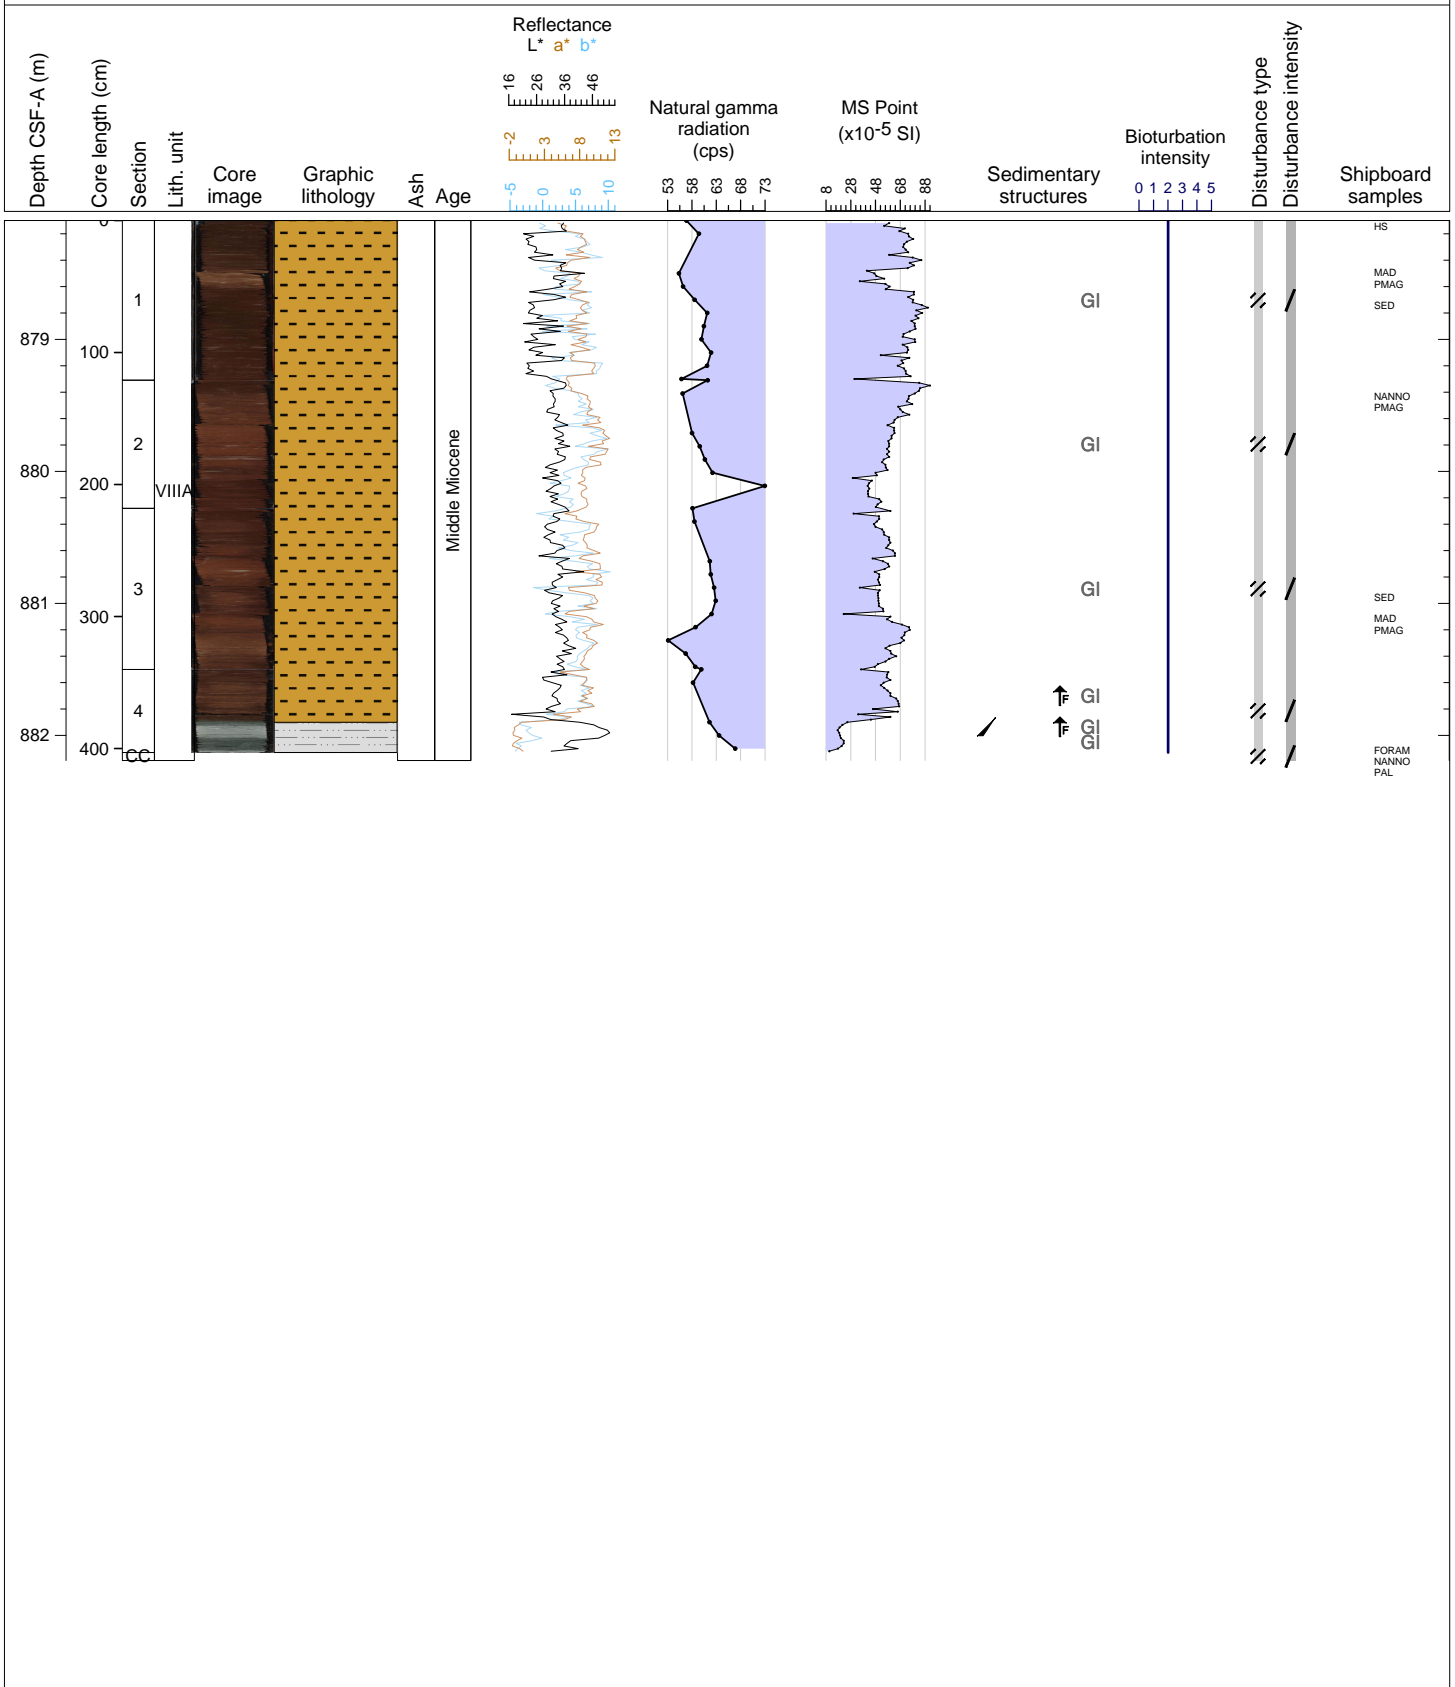 Depth CSF-A (m)
Core length (cm)
Section
Lith. unit
Core
image
Graphic
lithology
Ash
Age
Reflectance
L* a* b*
16 26 36 46
-2 3 8 13
-5 0 5 10
Natural gamma
radiation
(cps)
53 58 63 68 73
MS Point
(x10-5 SI)
8 28 48 68 88
Sedimentary
structures
Bioturbation
intensity
0 1 2 3 4 5
Disturbance type
Disturbance intensity
Shipboard
samples
0
HS
MAD
PMAG
1
GI
SED
879
100
NANNO
PMAG
2
GI
880
200
VIIIA
Middle Miocene
3
GI
881
SED
300
MAD
PMAG
F GI
4
F GI
882
GI
400
CC
FORAM
NANNO
PAL